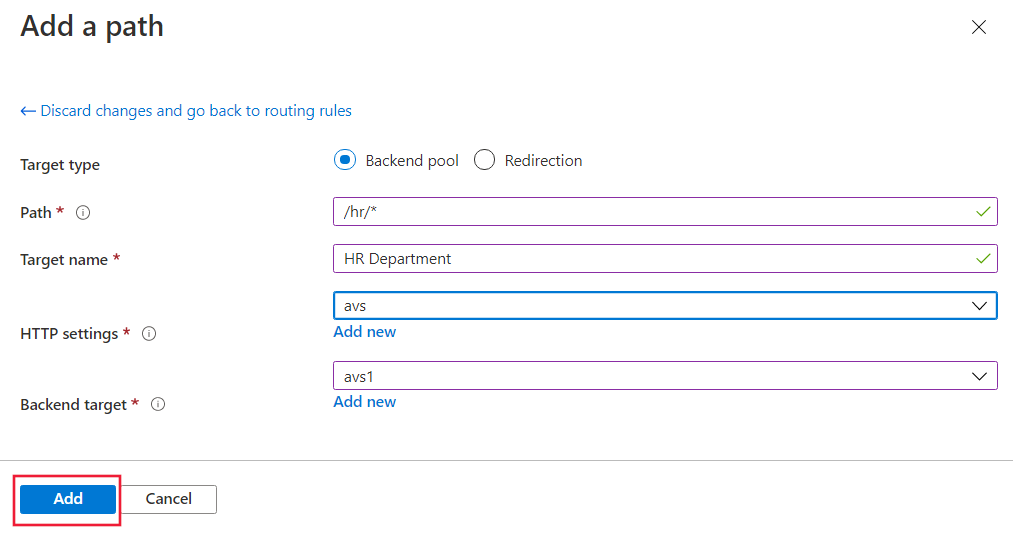 Add a path
← Discard changes and go back to routing rules
Target type
Backend pool Redirection
Path *
/hr/*
Target name *
HR Department
avs
HTTP settings *
Add new
avs1
Backend target *
Add new
Add Cancel